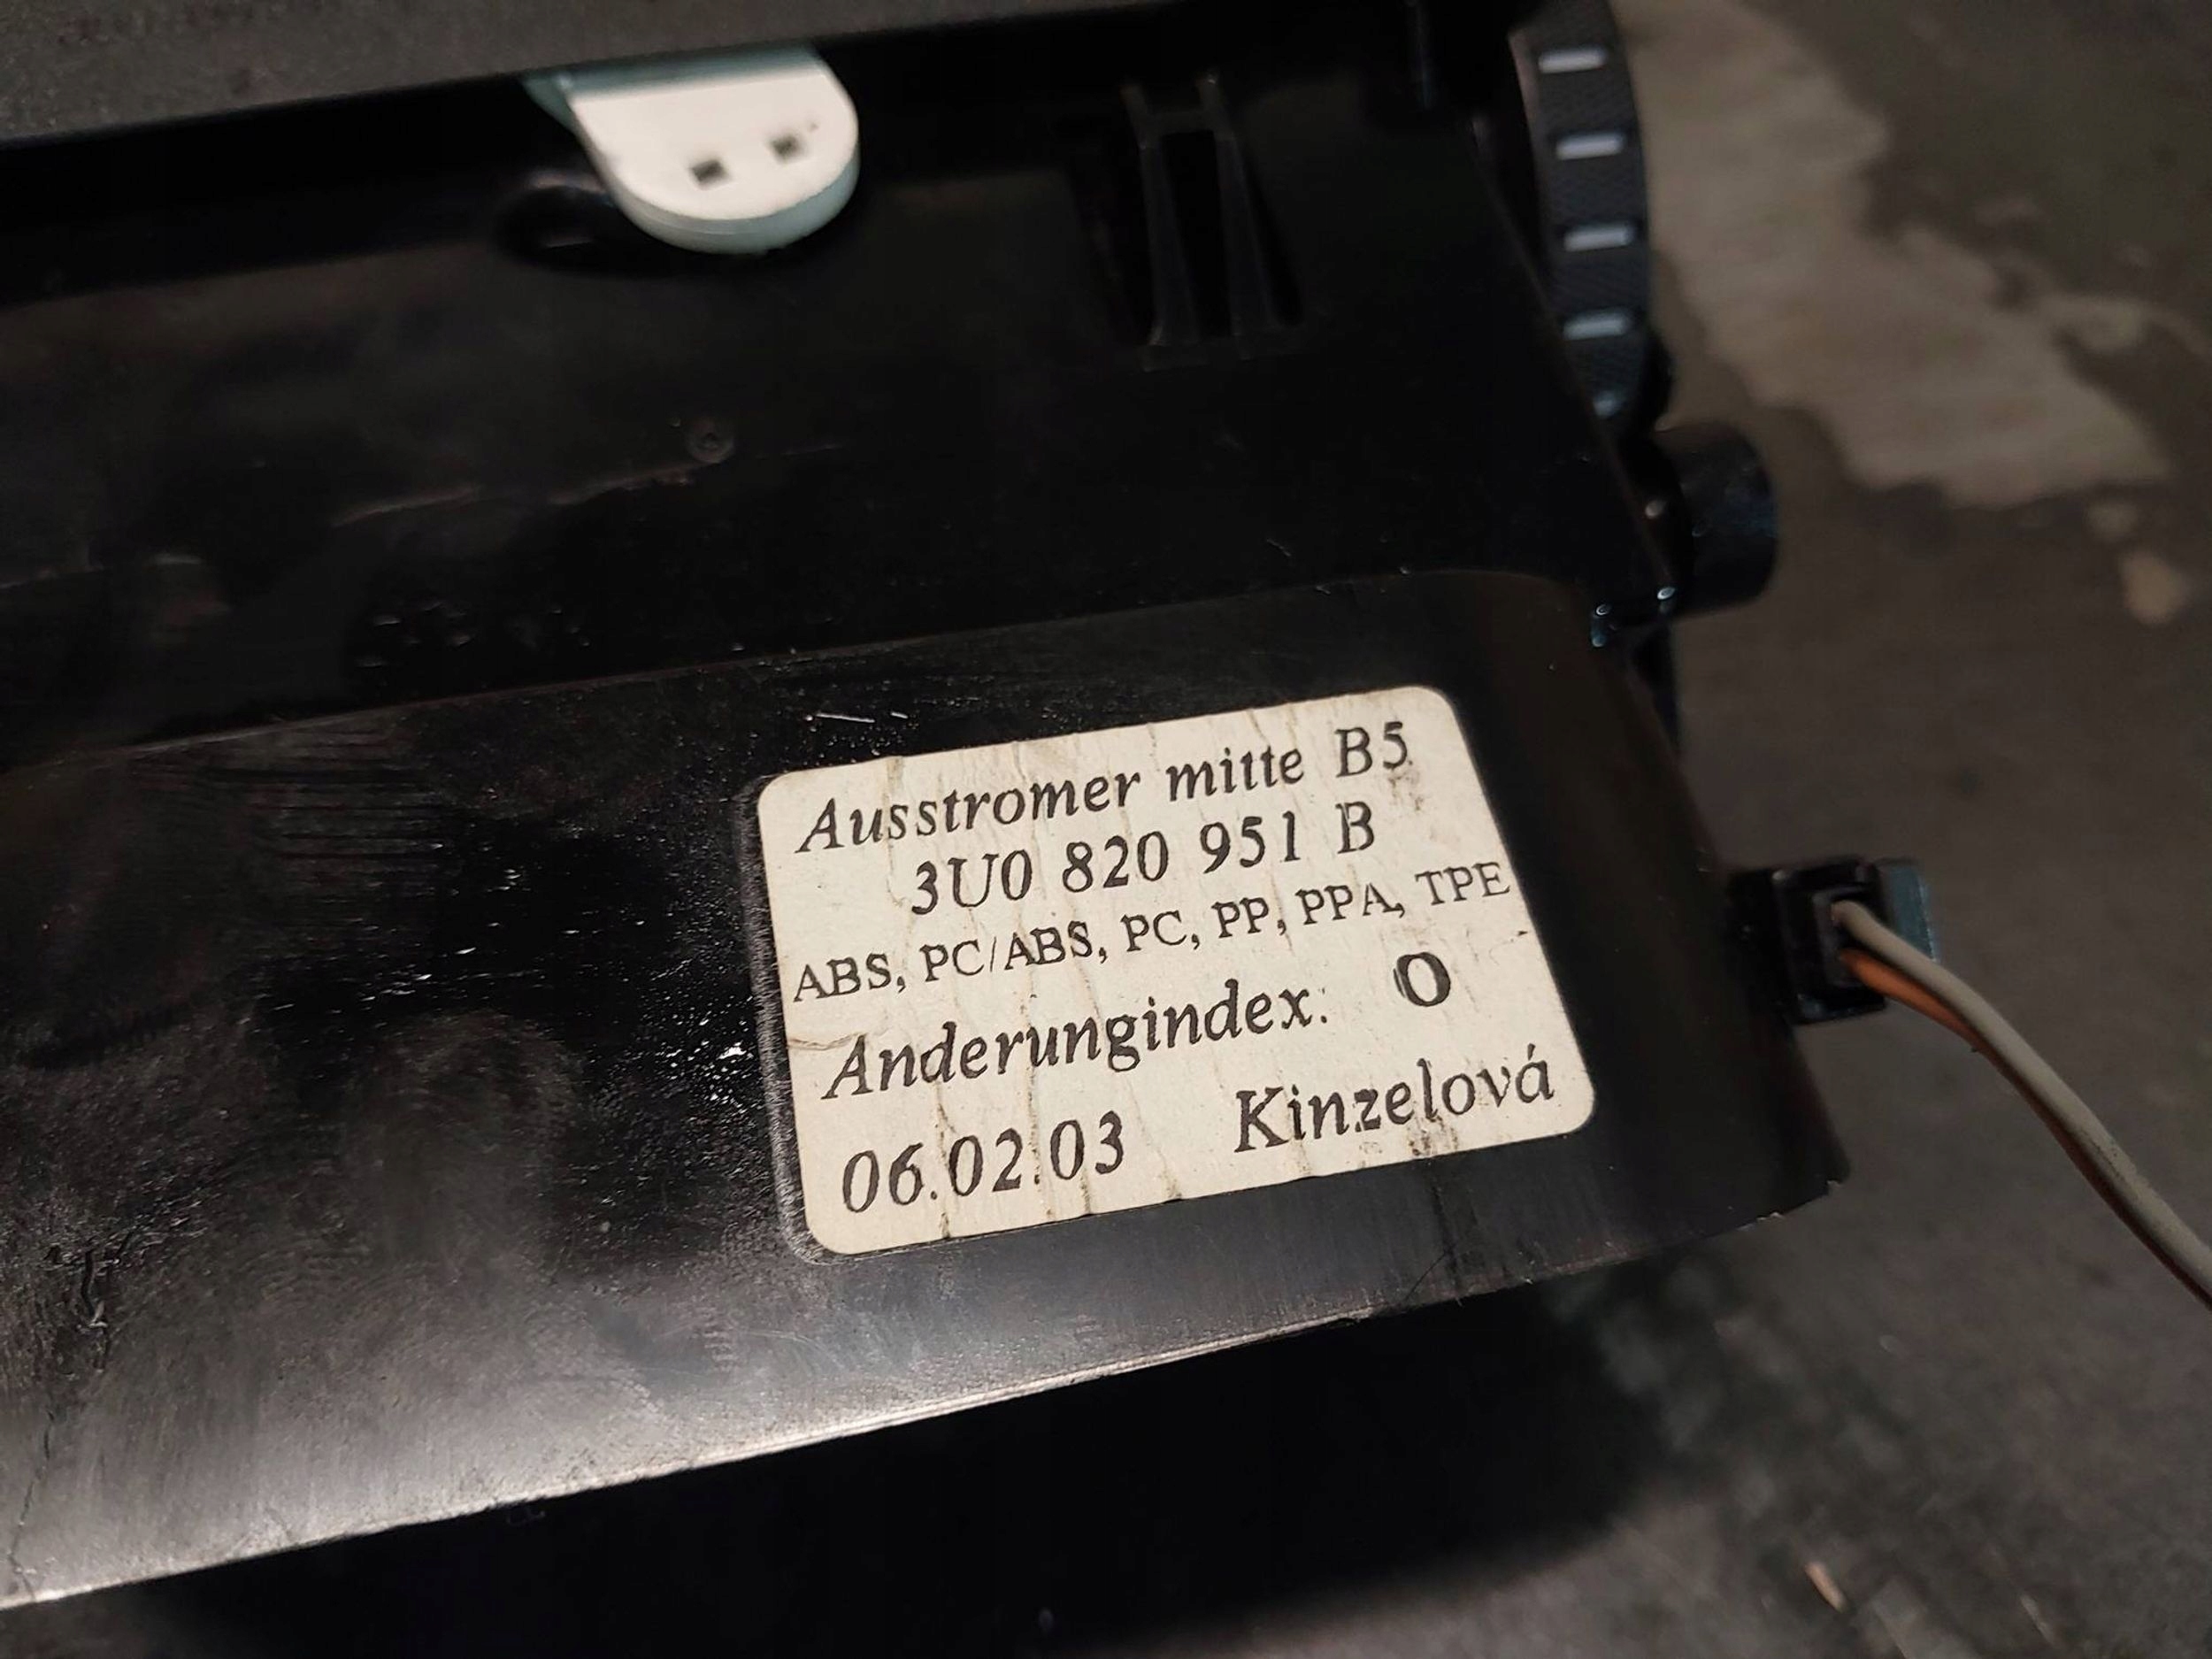 Ausstromer mitte B5
3U0 820 951 B
ABS, PC/ABS, PC, PP, PPA, TPE
Anderungindex: O
06.02.03 Kinzelová